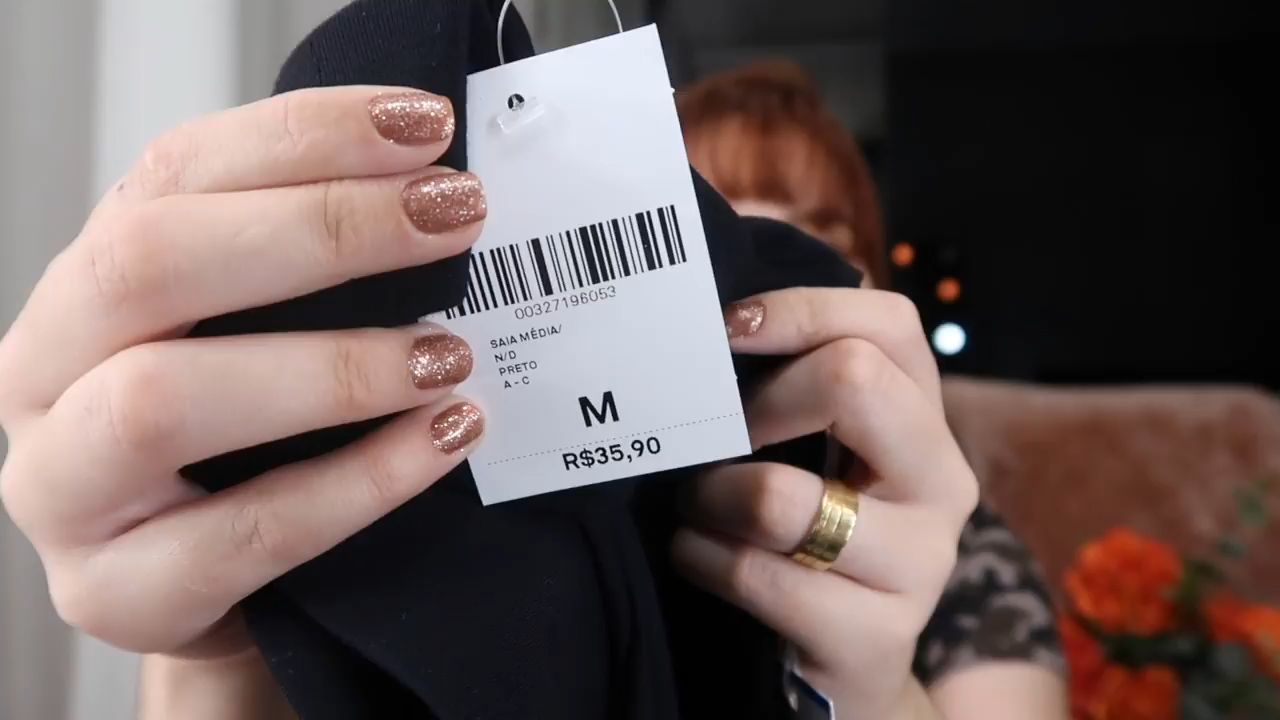 00327196053
SAIA MÉDIA/
N/D
PRETO
A - C
M
R$35,90